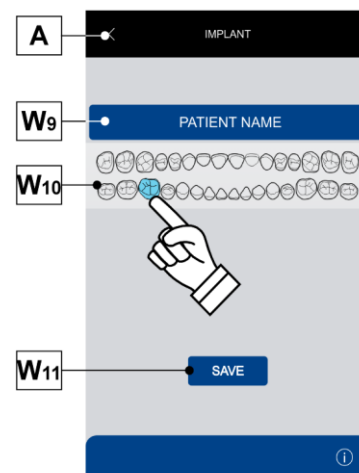 A
IMPLANT
W9
PATIENT NAME
W10
W11
SAVE
i